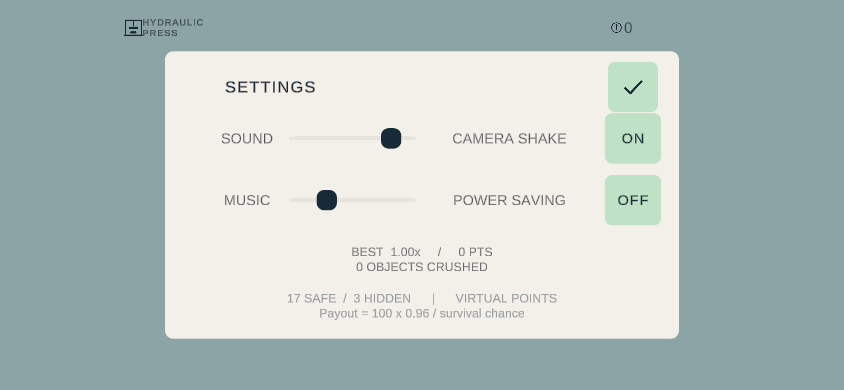 HYDRAULIC
PRESS
0
SETTINGS
SOUND
CAMERA SHAKE
ON
MUSIC
POWER SAVING
OFF
BEST 1.00x / 0 PTS
0 OBJECTS CRUSHED
17 SAFE / 3 HIDDEN | VIRTUAL POINTS
Payout = 100 x 0.96 / survival chance